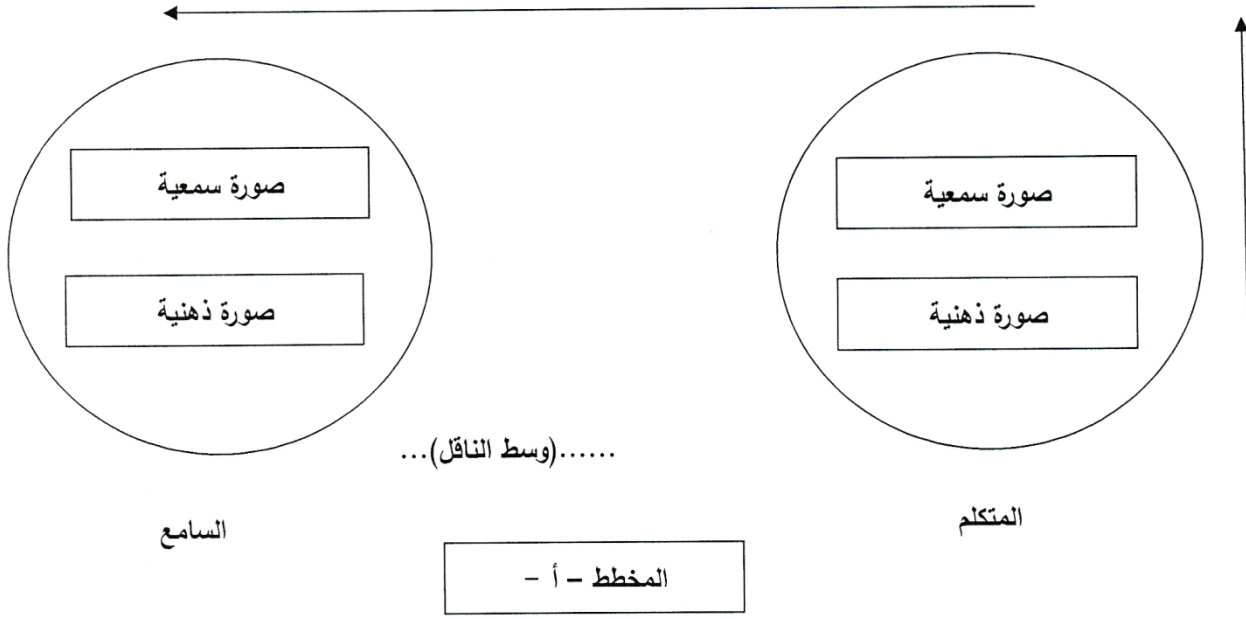 صورة سمعية
صورة سمعية
صورة ذهنية
صورة ذهنية
......(وسط الناقل)...
المتكلم
السامع
المخطط – أ –